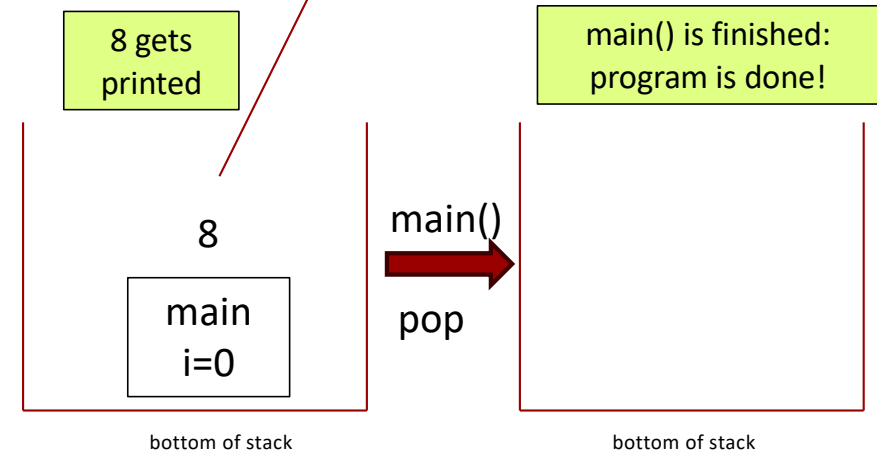 8 gets
printed
main() is finished:
program is done!
8
main
i=0
main()
pop
bottom of stack
bottom of stack